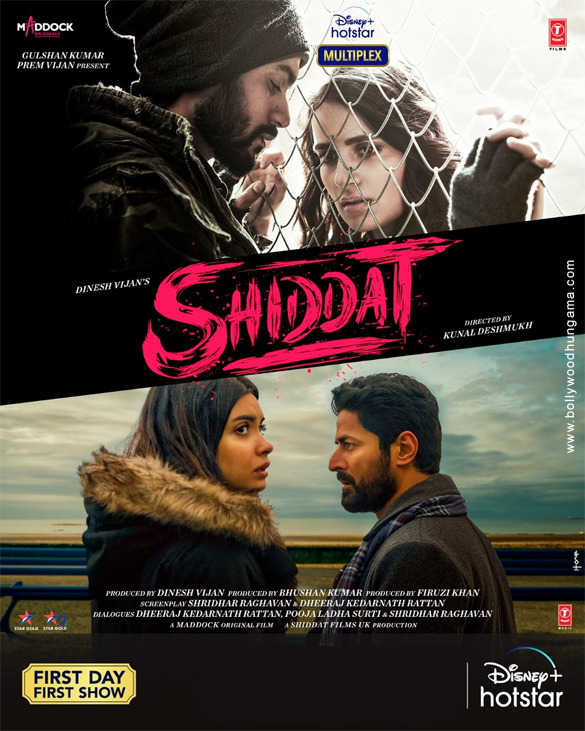 MADDOCK
ORIGINALS
GULSHAN KUMAR
PREM VIJAN PRESENT
Disney+
hotstar
MULTIPLEX
T
SERIES
FILMS
DINESH VIJAN'S
SHIDDAT
DIRECTED BY
KUNAL DESHMUKH
www.bollywoodhungama.com
PRODUCED BY DINESH VIJAN PRODUCED BY BHUSHAN KUMAR PRODUCED BY FIRUZI KHAN
SCREENPLAY SHRIDHAR RAGHAVAN & DHEERAJ KEDARNATH RATTAN
DIALOGUES DHEERAJ KEDARNATH RATTAN, POOJA LADHA SURTI & SHRIDHAR RAGHAVAN
A MADDOCK ORIGINAL FILM A SHIDDAT FILMS UK PRODUCTION
STAR GOLD STAR GOLD
T
SERIES
MUSIC
FIRST DAY
FIRST SHOW
Disney+
hotstar